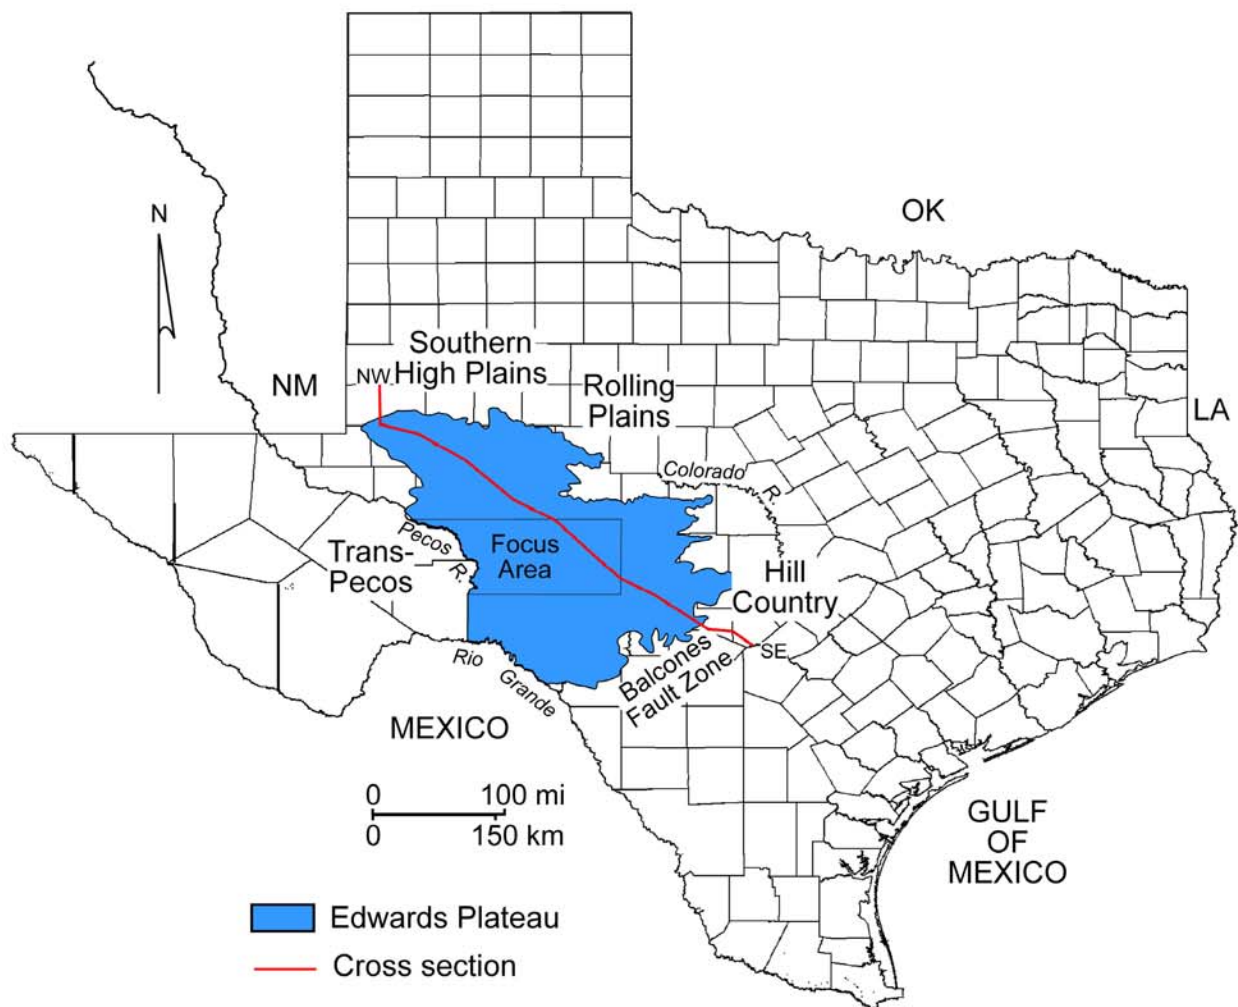 OK
N
Southern
High Plains
NW
NM
Rolling
Plains
LA
Colorado R.
Pecos R.
Focus
Area
Trans-
Pecos
Hill
Country
SE
Balcones
Fault Zone
Rio Grande
MEXICO
0 100 mi
0 150 km
GULF
OF
MEXICO
Edwards Plateau
Cross section